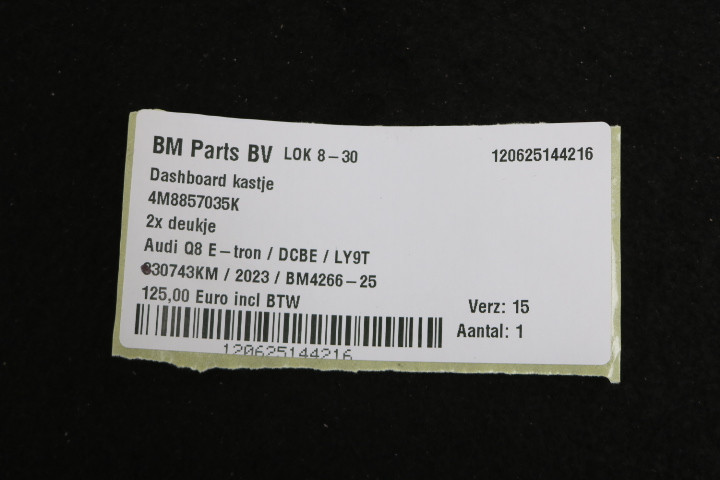 BM Parts BV LOK 8-30 120625144216
Dashboard kastje
4M8857035K
2x deukje
Audi Q8 E-tron / DCBE / LY9T
30743KM / 2023 / BM4266-25
125,00 Euro incl BTW Verz: 15
Aantal: 1
120625144216